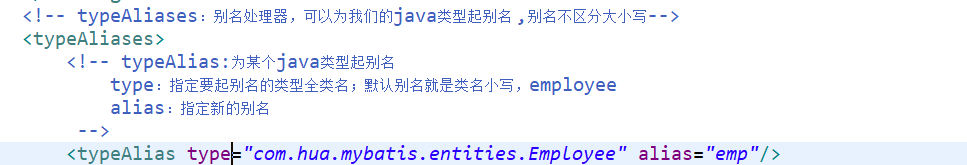 <!-- typeAliases：别名处理器，可以为我们的java类型起别名 ,别名不区分大小写-->
<typeAliases>
<!-- typeAlias:为某个java类型起别名
type：指定要起别名的类型全类名；默认别名就是类名小写，employee
alias：指定新的别名
-->
<typeAlias type="com.hua.mybatis.entities.Employee" alias="emp"/>